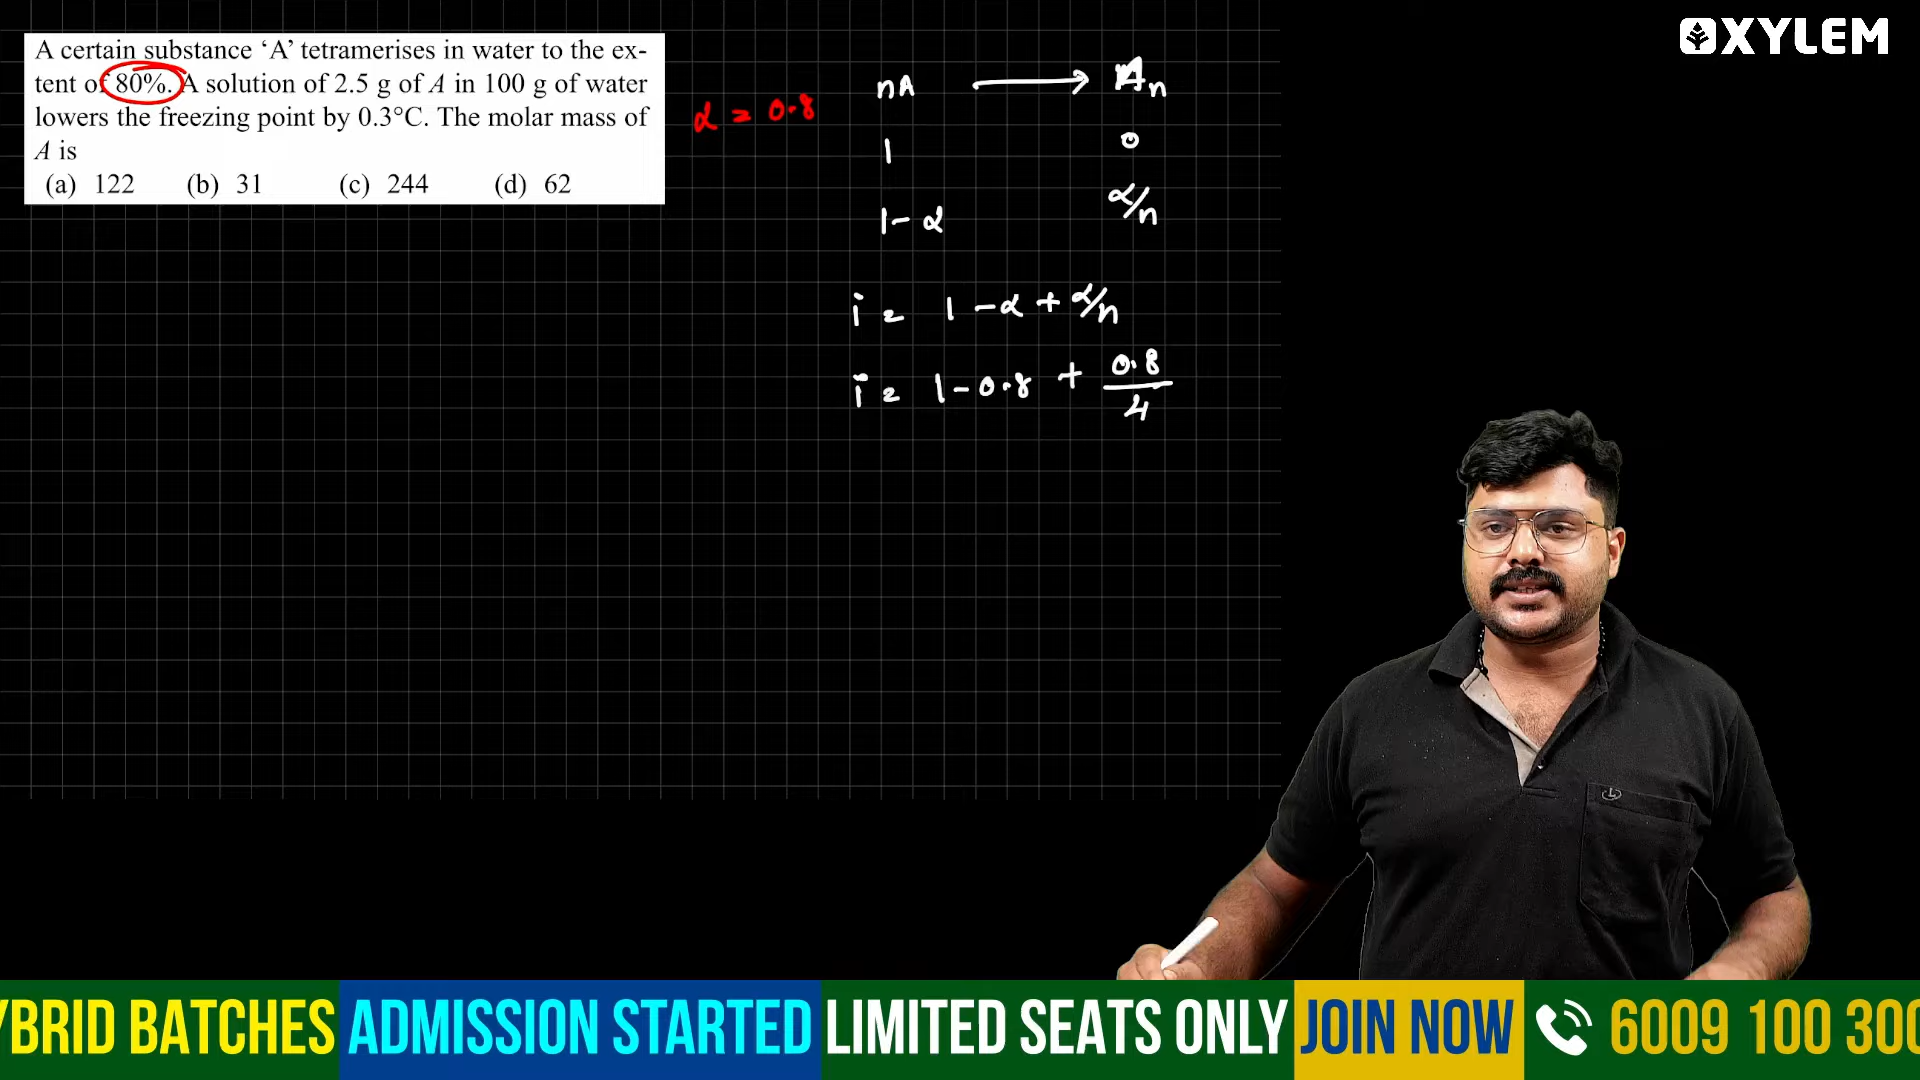 OXYLEM
A certain substance ‘A’ tetramerises in water to the ex-
tent of 80%. A solution of 2.5 g of A in 100 g of water
lowers the freezing point by 0.3°C. The molar mass of
A is
(a) 122 (b) 31 (c) 244 (d) 62
α = 0.8
nA ⟶ An
1 0
1-α α/n
i = 1-α + α/n
i = 1-0.8 + 0.8/4
YBRID BATCHES ADMISSION STARTED LIMITED SEATS ONLY JOIN NOW 6009 100 300